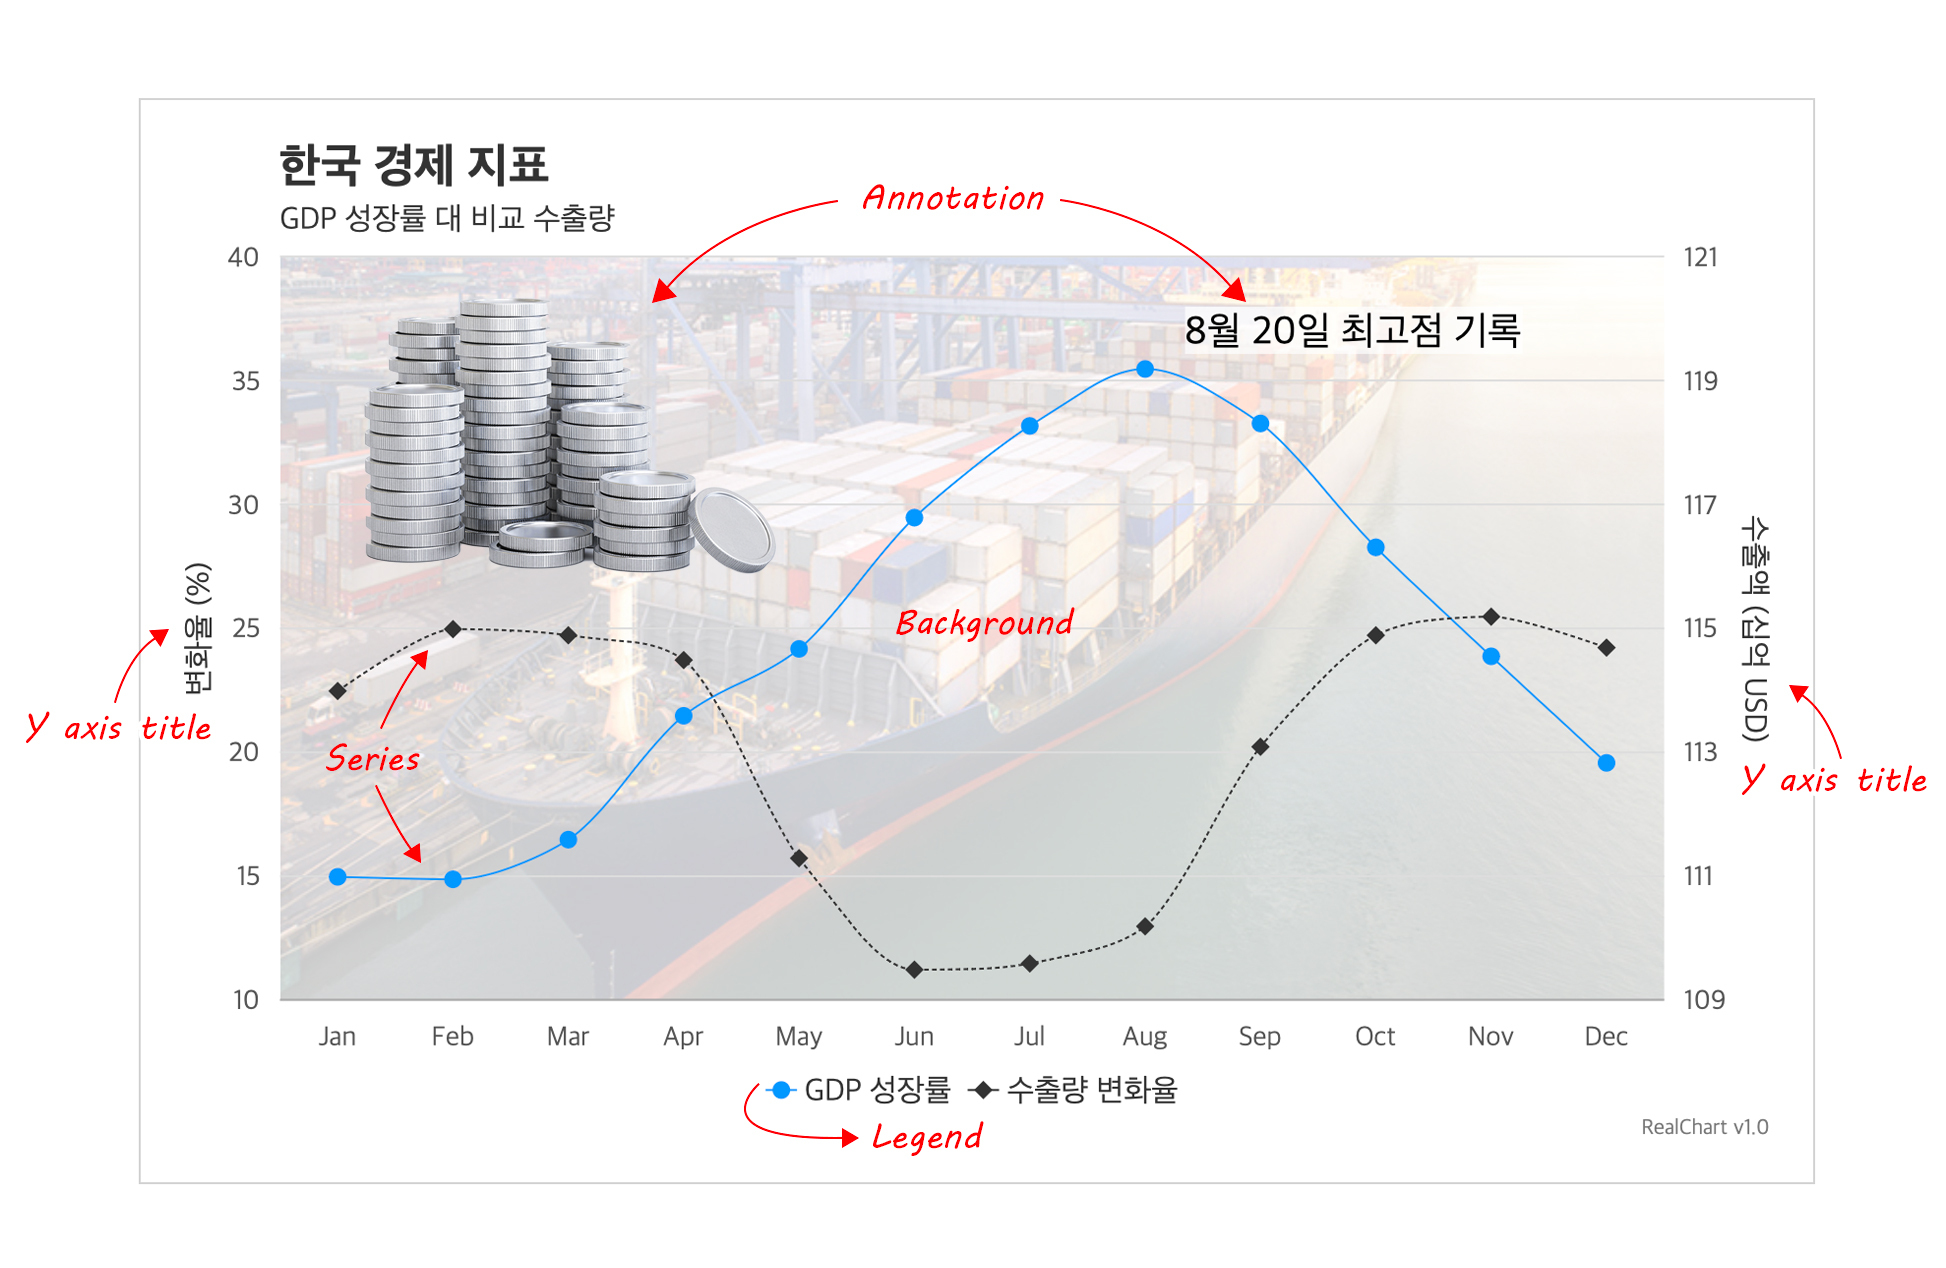 한국 경제 지표
GDP 성장률 대 비교 수출량
Annotation
40
35
30
25
20
15
10
121
119
117
115
113
111
109
8월 20일 최고점 기록
변화율 (%)
수출액 (십억 USD)
Y axis title
Y axis title
Series
Background
Jan Feb Mar Apr May Jun Jul Aug Sep Oct Nov Dec
GDP 성장률 수출량 변화율
Legend
RealChart v1.0